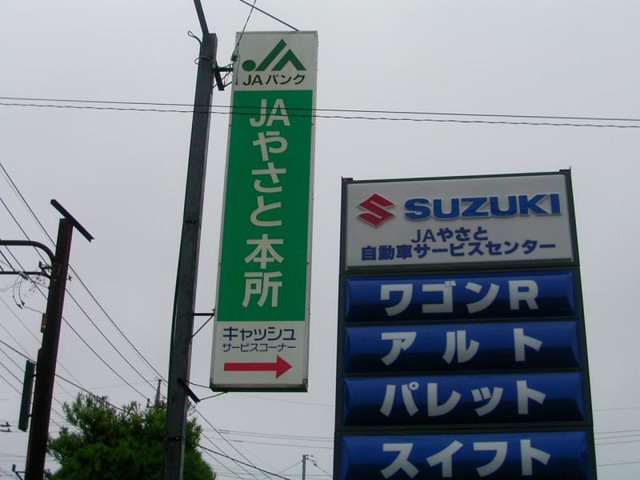 JAバンク
JAやさと本所
キャッシュ
サービスコーナー
SUZUKI
JAやさと
自動車サービスセンター
ワゴンR
アルト
パレット
スイフト